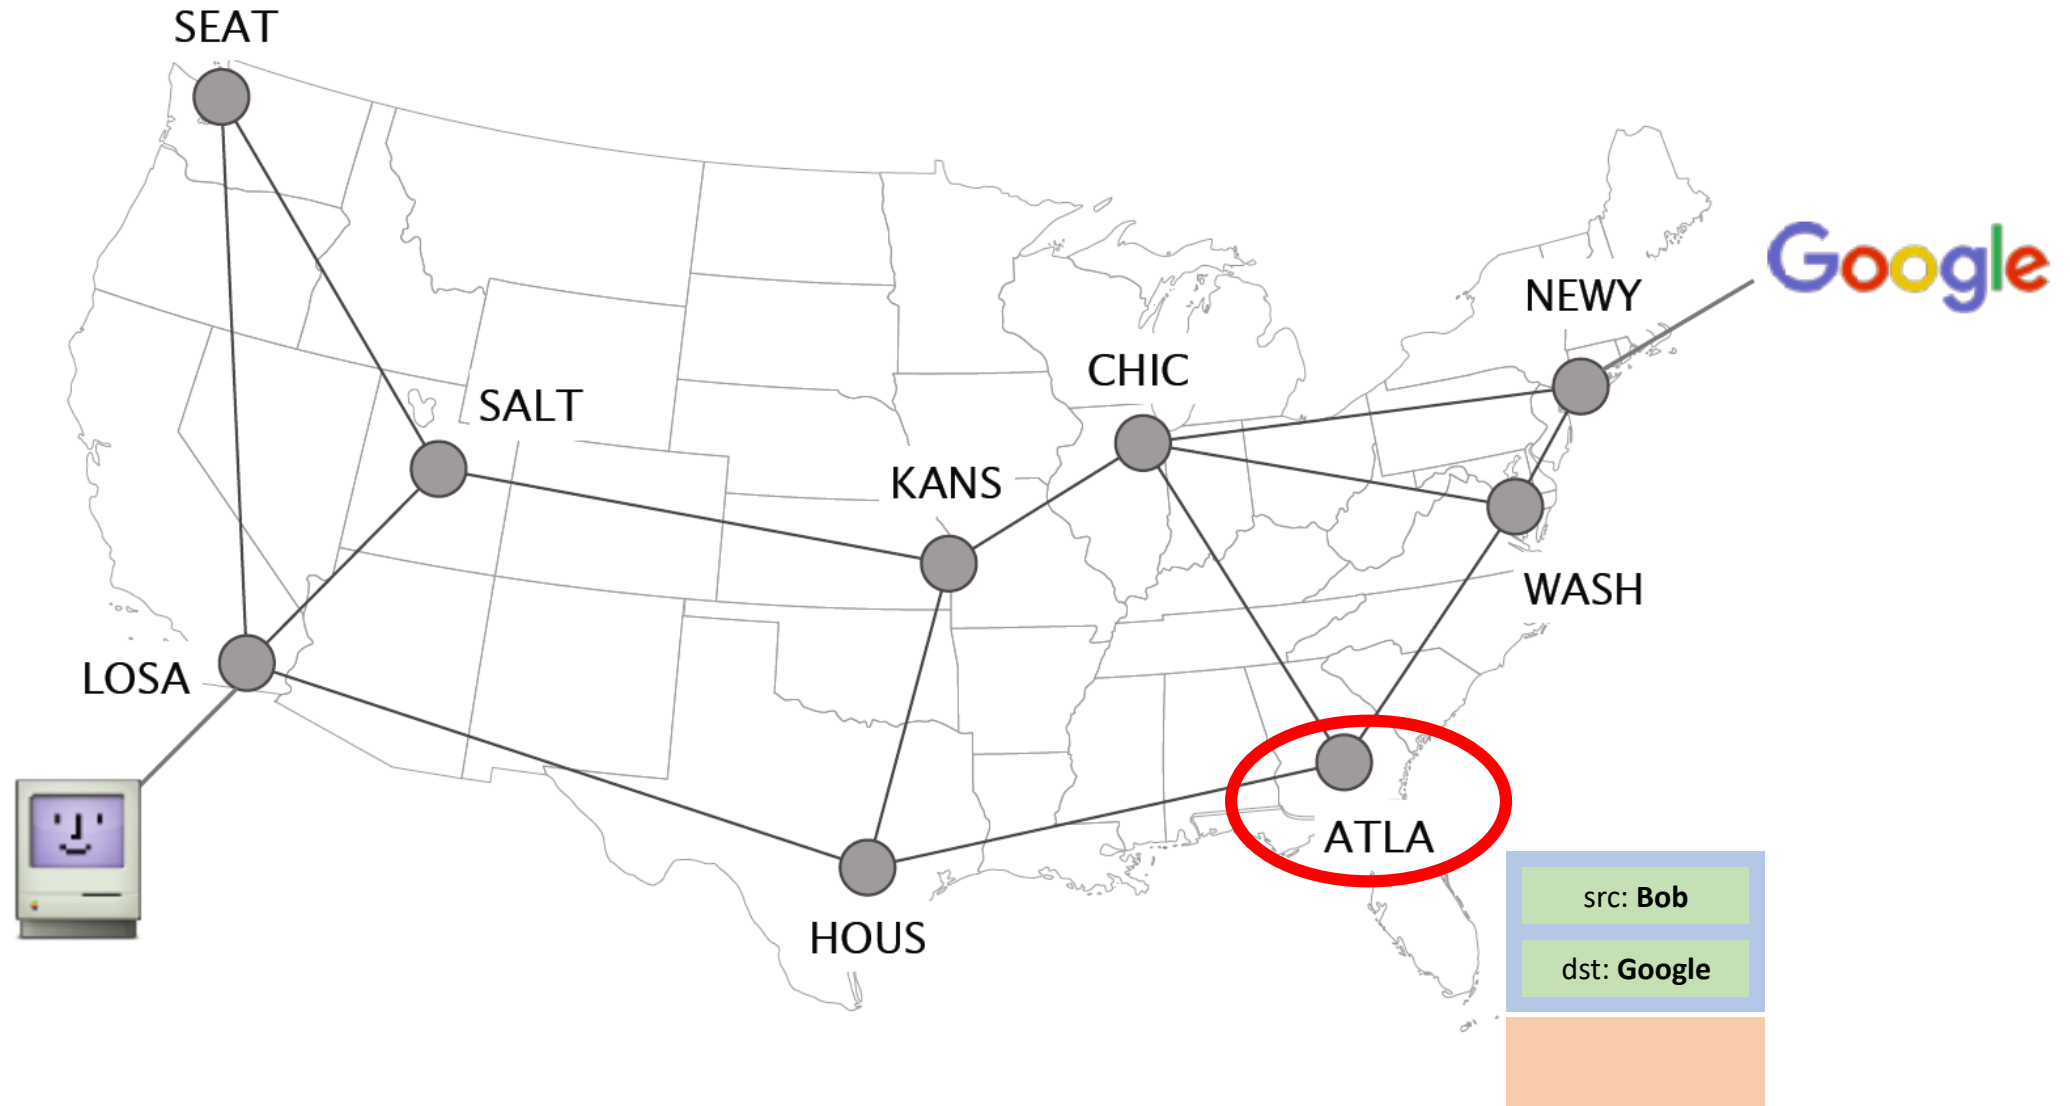 SEAT
Google
NEWY
CHIC
SALT
KANS
WASH
LOSA
ATLA
src: Bob
HOUS
dst: Google